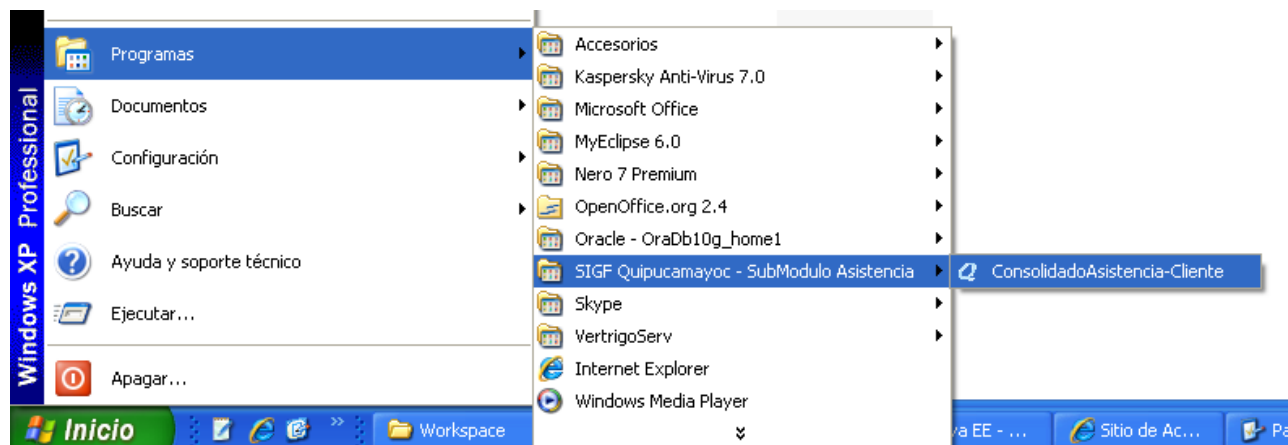 Windows XP Professional
Programas
Documentos
Configuración
Buscar
Ayuda y soporte técnico
Ejecutar...
Apagar...
Accesorios
Kaspersky Anti-Virus 7.0
Microsoft Office
MyEclipse 6.0
Nero 7 Premium
OpenOffice.org 2.4
Oracle - OraDb10g_home1
SIGF Quipucamayoc - SubModulo Asistencia
Skype
VertrigoServ
Internet Explorer
Windows Media Player
ConsolidadoAsistencia-Cliente
Inicio
Workspace
va EE - ...
Sitio de Ac...
Pa